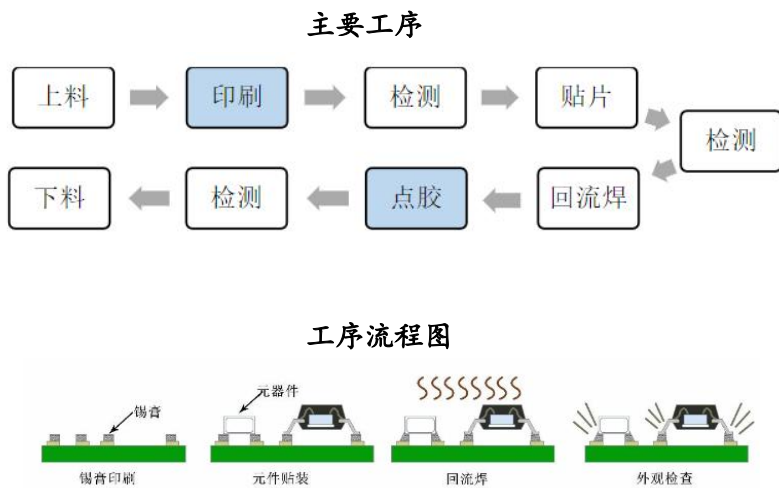 主要工序
上料
印刷
检测
贴片
检测
回流焊
点胶
检测
下料
工序流程图
锡膏
元器件
锡膏印刷
元件贴装
回流焊
外观检查